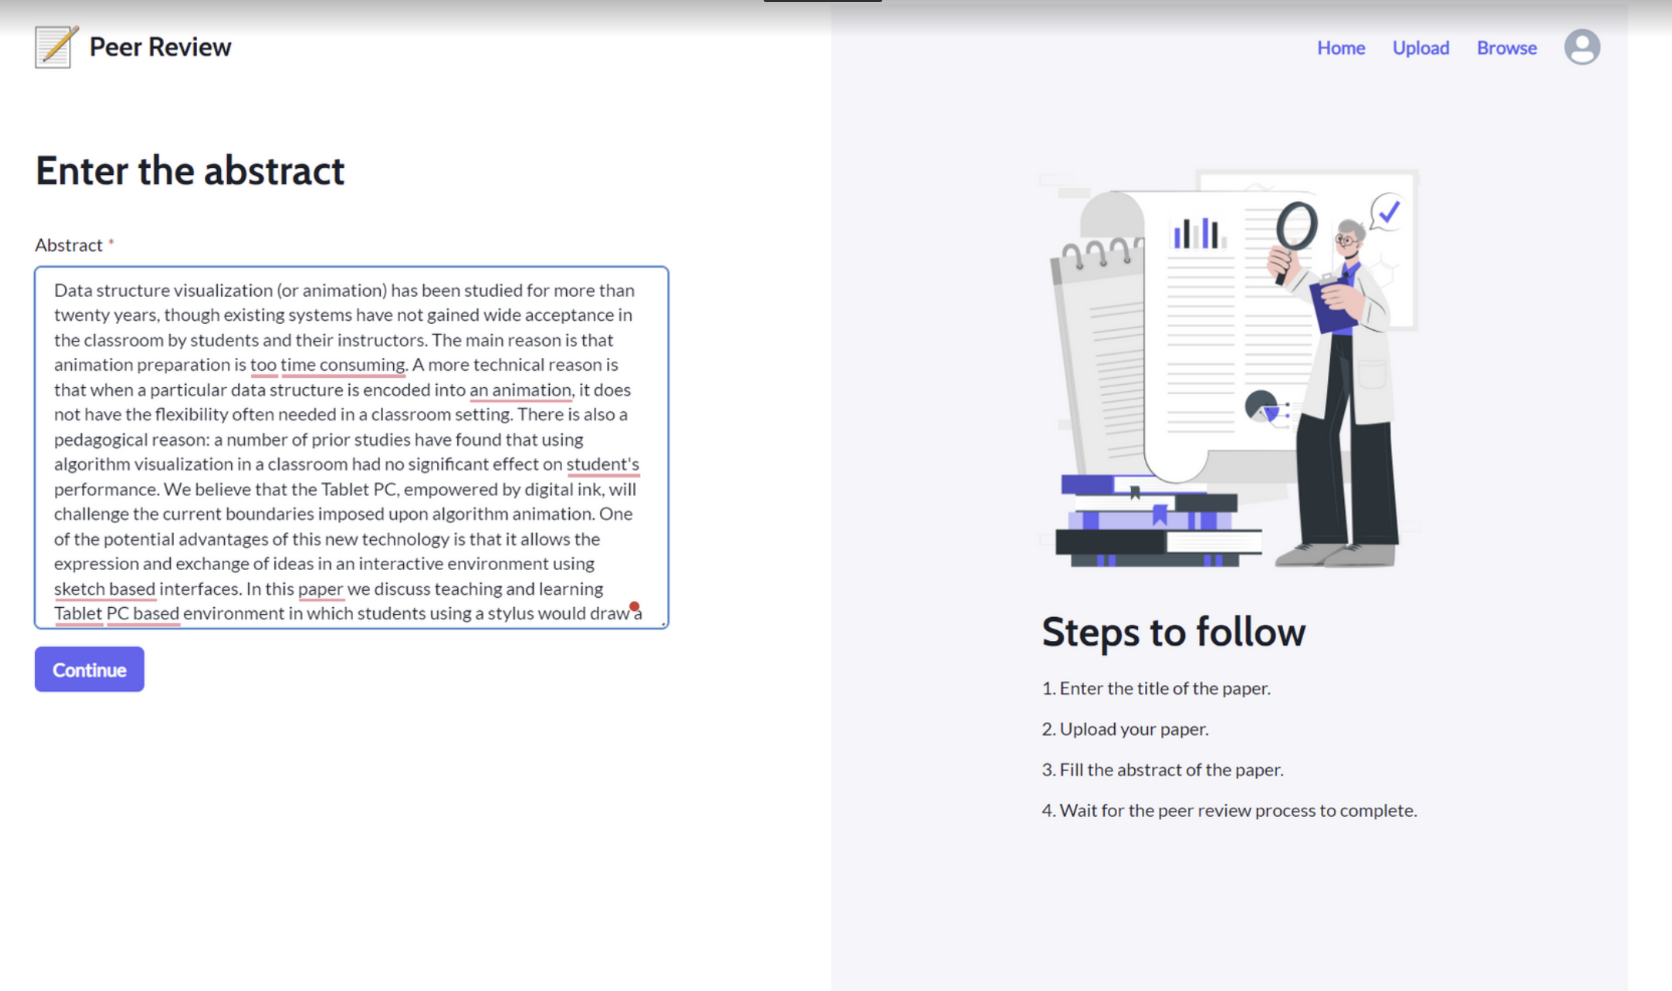 Peer Review
Home Upload Browse
Enter the abstract
Abstract *
Data structure visualization (or animation) has been studied for more than
twenty years, though existing systems have not gained wide acceptance in
the classroom by students and their instructors. The main reason is that
animation preparation is too time consuming. A more technical reason is
that when a particular data structure is encoded into an animation, it does
not have the flexibility often needed in a classroom setting. There is also a
pedagogical reason: a number of prior studies have found that using
algorithm visualization in a classroom had no significant effect on student's
performance. We believe that the Tablet PC, empowered by digital ink, will
challenge the current boundaries imposed upon algorithm animation. One
of the potential advantages of this new technology is that it allows the
expression and exchange of ideas in an interactive environment using
sketch based interfaces. In this paper we discuss teaching and learning
Tablet PC based environment in which students using a stylus would draw a
Continue
Steps to follow
1. Enter the title of the paper.
2. Upload your paper.
3. Fill the abstract of the paper.
4. Wait for the peer review process to complete.